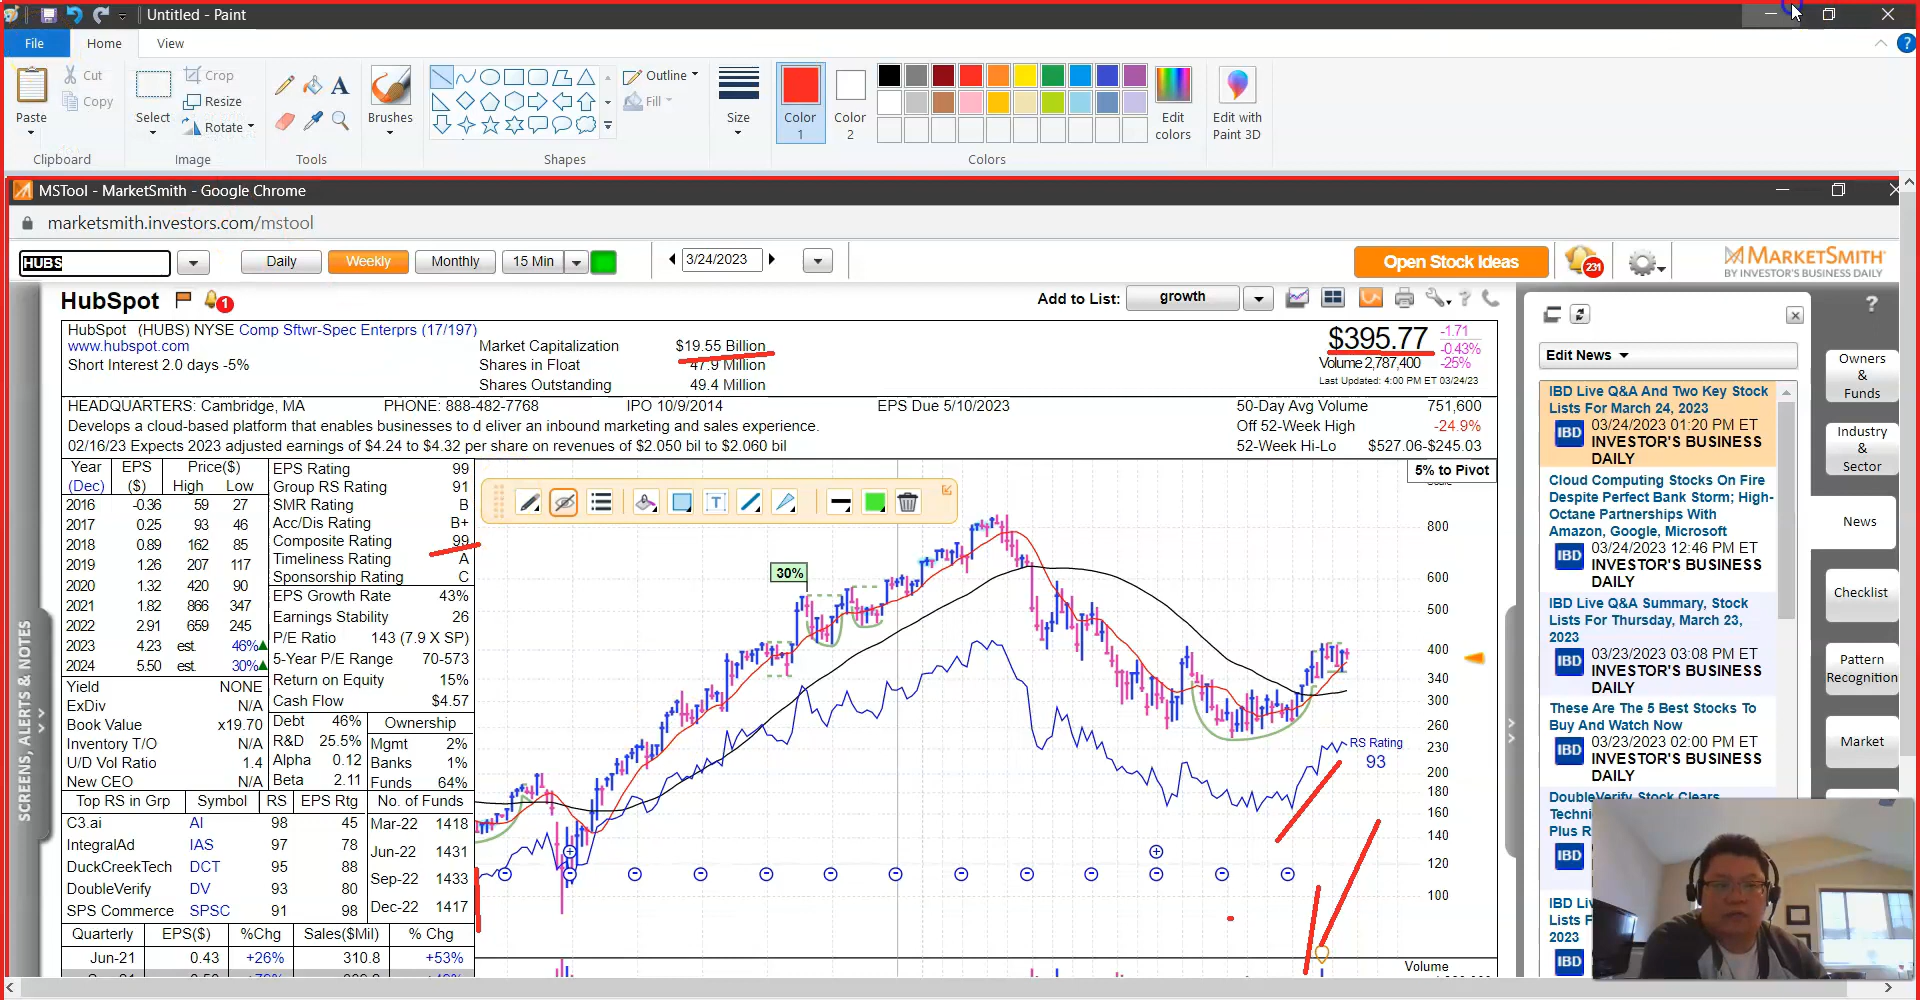 Untitled - Paint
File
Home
View
Paste
Cut
Copy
Clipboard
Select
Crop
Resize
Rotate
Image
Tools
Brushes
Shapes
Outline
Fill
Size
Color 1
Color 2
Colors
Edit colors
Edit with Paint 3D
MSTool - MarketSmith - Google Chrome
marketsmith.investors.com/mstool
HUBS
Daily
Weekly
Monthly
15 Min
3/24/2023
Open Stock Ideas
231
MARKETSMITH
BY INVESTOR'S BUSINESS DAILY
HubSpot
1
Add to List:
growth
HubSpot (HUBS) NYSE Comp Sftwr-Spec Enterprs (17/197)
www.hubspot.com
Short Interest 2.0 days -5%
Market Capitalization $19.55 Billion
Shares in Float 47.9 Million
Shares Outstanding 49.4 Million
$395.77
-1.71
-0.43%
Volume 2,787,400 -25%
Last Updated: 4:00 PM ET 03/24/23
HEADQUARTERS: Cambridge, MA PHONE: 888-482-7768 IPO 10/9/2014 EPS Due 5/10/2023
Develops a cloud-based platform that enables businesses to d eliver an inbound marketing and sales experience.
02/16/23 Expects 2023 adjusted earnings of $4.24 to $4.32 per share on revenues of $2.050 bil to $2.060 bil
50-Day Avg Volume 751,600
Off 52-Week High -24.9%
52-Week Hi-Lo $527.06-$245.03
Year EPS Price($)
(Dec) ($) High Low
2016 -0.36 59 27
2017 0.25 93 46
2018 0.89 162 85
2019 1.26 207 117
2020 1.32 420 90
2021 1.82 866 347
2022 2.91 659 245
2023 4.23 est 46%
2024 5.50 est 30%
Yield NONE
ExDiv N/A
Book Value x19.70
Inventory T/O N/A
U/D Vol Ratio 1.4
New CEO N/A
EPS Rating 99
Group RS Rating 91
SMR Rating B
Acc/Dis Rating B+
Composite Rating 99
Timeliness Rating A
Sponsorship Rating C
EPS Growth Rate 43%
Earnings Stability 26
P/E Ratio 143 (7.9 X SP)
5-Year P/E Range 70-573
Return on Equity 15%
Cash Flow $4.57
Debt 46%
R&D 25.5%
Alpha 0.12
Beta 2.11
Ownership
Mgmt 2%
Banks 1%
Funds 64%
Top RS in Grp Symbol RS EPS Rtg
C3.ai AI 98 45
IntegralAd IAS 97 78
DuckCreekTech DCT 95 88
DoubleVerify DV 93 80
SPS Commerce SPSC 91 98
No. of Funds
Mar-22 1418
Jun-22 1431
Sep-22 1433
Dec-22 1417
Quarterly EPS($) %Chg Sales($Mil) % Chg
Jun-21 0.43 +26% 310.8 +53%
5% to Pivot
30%
800
600
500
400
340
300
260
230
200
180
160
140
120
100
RS Rating
93
Volume
SCREENS, ALERTS & NOTES
Edit News
IBD Live Q&A And Two Key Stock Lists For March 24, 2023
IBD
03/24/2023 01:20 PM ET
INVESTOR'S BUSINESS DAILY
Cloud Computing Stocks On Fire Despite Perfect Bank Storm; High-Octane Partnerships With Amazon, Google, Microsoft
IBD
03/24/2023 12:46 PM ET
INVESTOR'S BUSINESS DAILY
IBD Live Q&A Summary, Stock Lists For Thursday, March 23, 2023
IBD
03/23/2023 03:08 PM ET
INVESTOR'S BUSINESS DAILY
These Are The 5 Best Stocks To Buy And Watch Now
IBD
03/23/2023 02:00 PM ET
INVESTOR'S BUSINESS DAILY
DoubleVerify Stock Clears
Plus R
IBD
IBD
Lists F
2023
IBD
Owners & Funds
Industry & Sector
News
Checklist
Pattern Recognition
Market